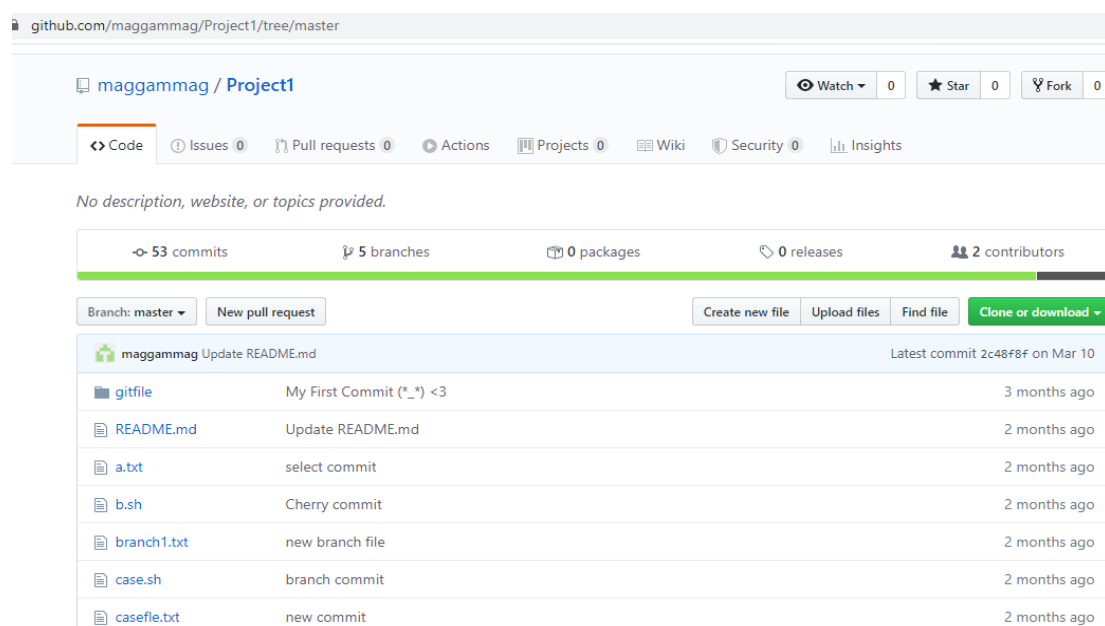 github.com/maggammag/Project1/tree/master
maggammag / Project1
Watch 0 Star 0 Fork 0
Code Issues 0 Pull requests 0 Actions Projects 0 Wiki Security 0 Insights
No description, website, or topics provided.
53 commits 5 branches 0 packages 0 releases 2 contributors
Branch: master New pull request Create new file Upload files Find file Clone or download
maggammag Update README.md Latest commit 2c48f8f on Mar 10
gitfile My First Commit (*_*) <3 3 months ago
README.md Update README.md 2 months ago
a.txt select commit 2 months ago
b.sh Cherry commit 2 months ago
branch1.txt new branch file 2 months ago
case.sh branch commit 2 months ago
casefle.txt new commit 2 months ago